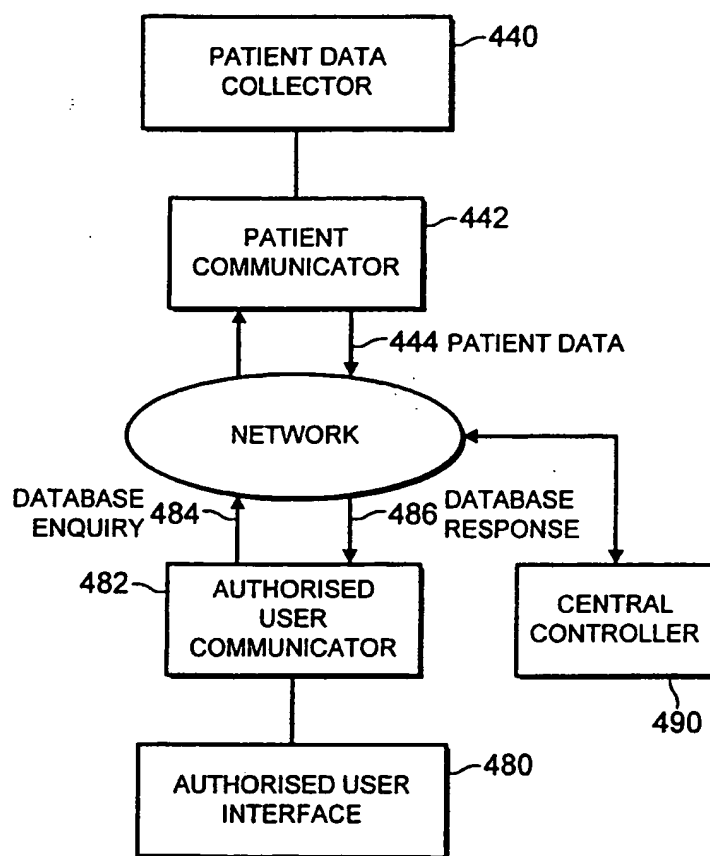 PATIENT DATA
COLLECTOR
440
PATIENT
COMMUNICATOR
442
444 PATIENT DATA
NETWORK
DATABASE
ENQUIRY
484
486
DATABASE
RESPONSE
482
AUTHORISED
USER
COMMUNICATOR
CENTRAL
CONTROLLER
490
AUTHORISED USER
INTERFACE
480